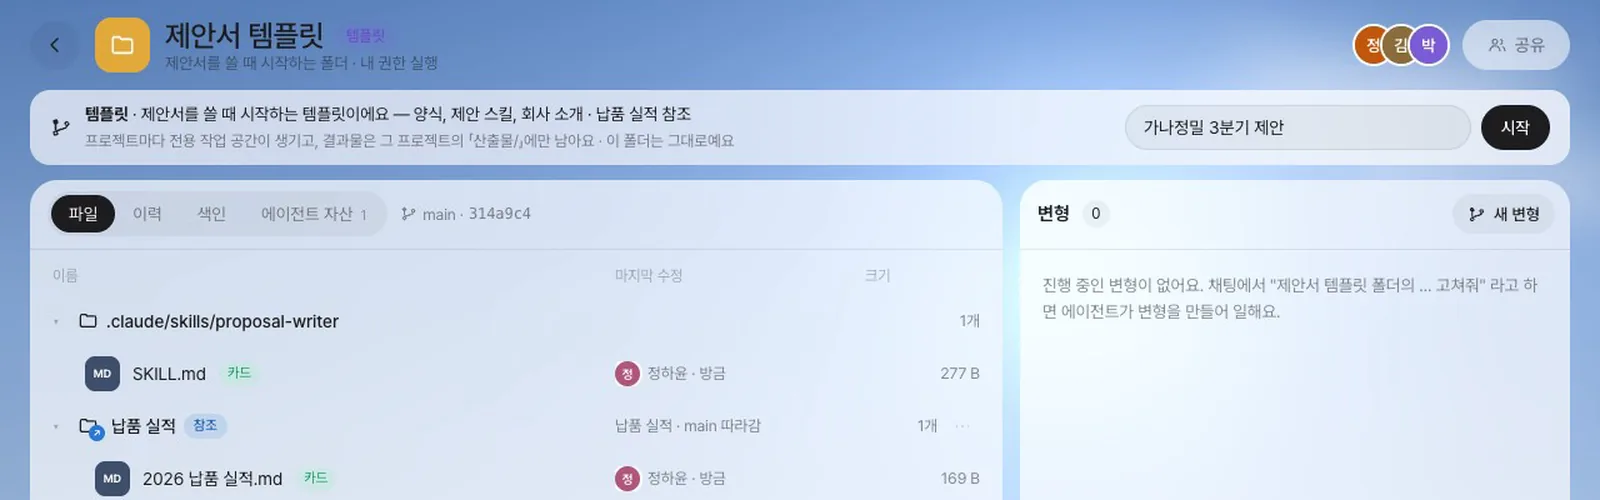 제안서 템플릿 템플릿
제안서를 쓸 때 시작하는 폴더 · 내 권한 실행
정 김 박 공유
템플릿 · 제안서를 쓸 때 시작하는 템플릿이에요 — 양식, 제안 스킬, 회사 소개 · 납품 실적 참조
프로젝트마다 전용 작업 공간이 생기고, 결과물은 그 프로젝트의 「산출물/」에만 남아요 · 이 폴더는 그대로예요
가나정밀 3분기 제안 시작
파일 이력 색인 에이전트 자산 1 main · 314a9c4
이름 마지막 수정 크기
.claude/skills/proposal-writer 1개
MD SKILL.md 카드 정 정하윤 · 방금 277 B
납품 실적 참조 납품 실적 · main 따라감 1개 ···
MD 2026 납품 실적.md 카드 정 정하윤 · 방금 169 B
변형 0 새 변형
진행 중인 변형이 없어요. 채팅에서 "제안서 템플릿 폴더의 ... 고쳐줘" 라고 하
면 에이전트가 변형을 만들어 일해요.